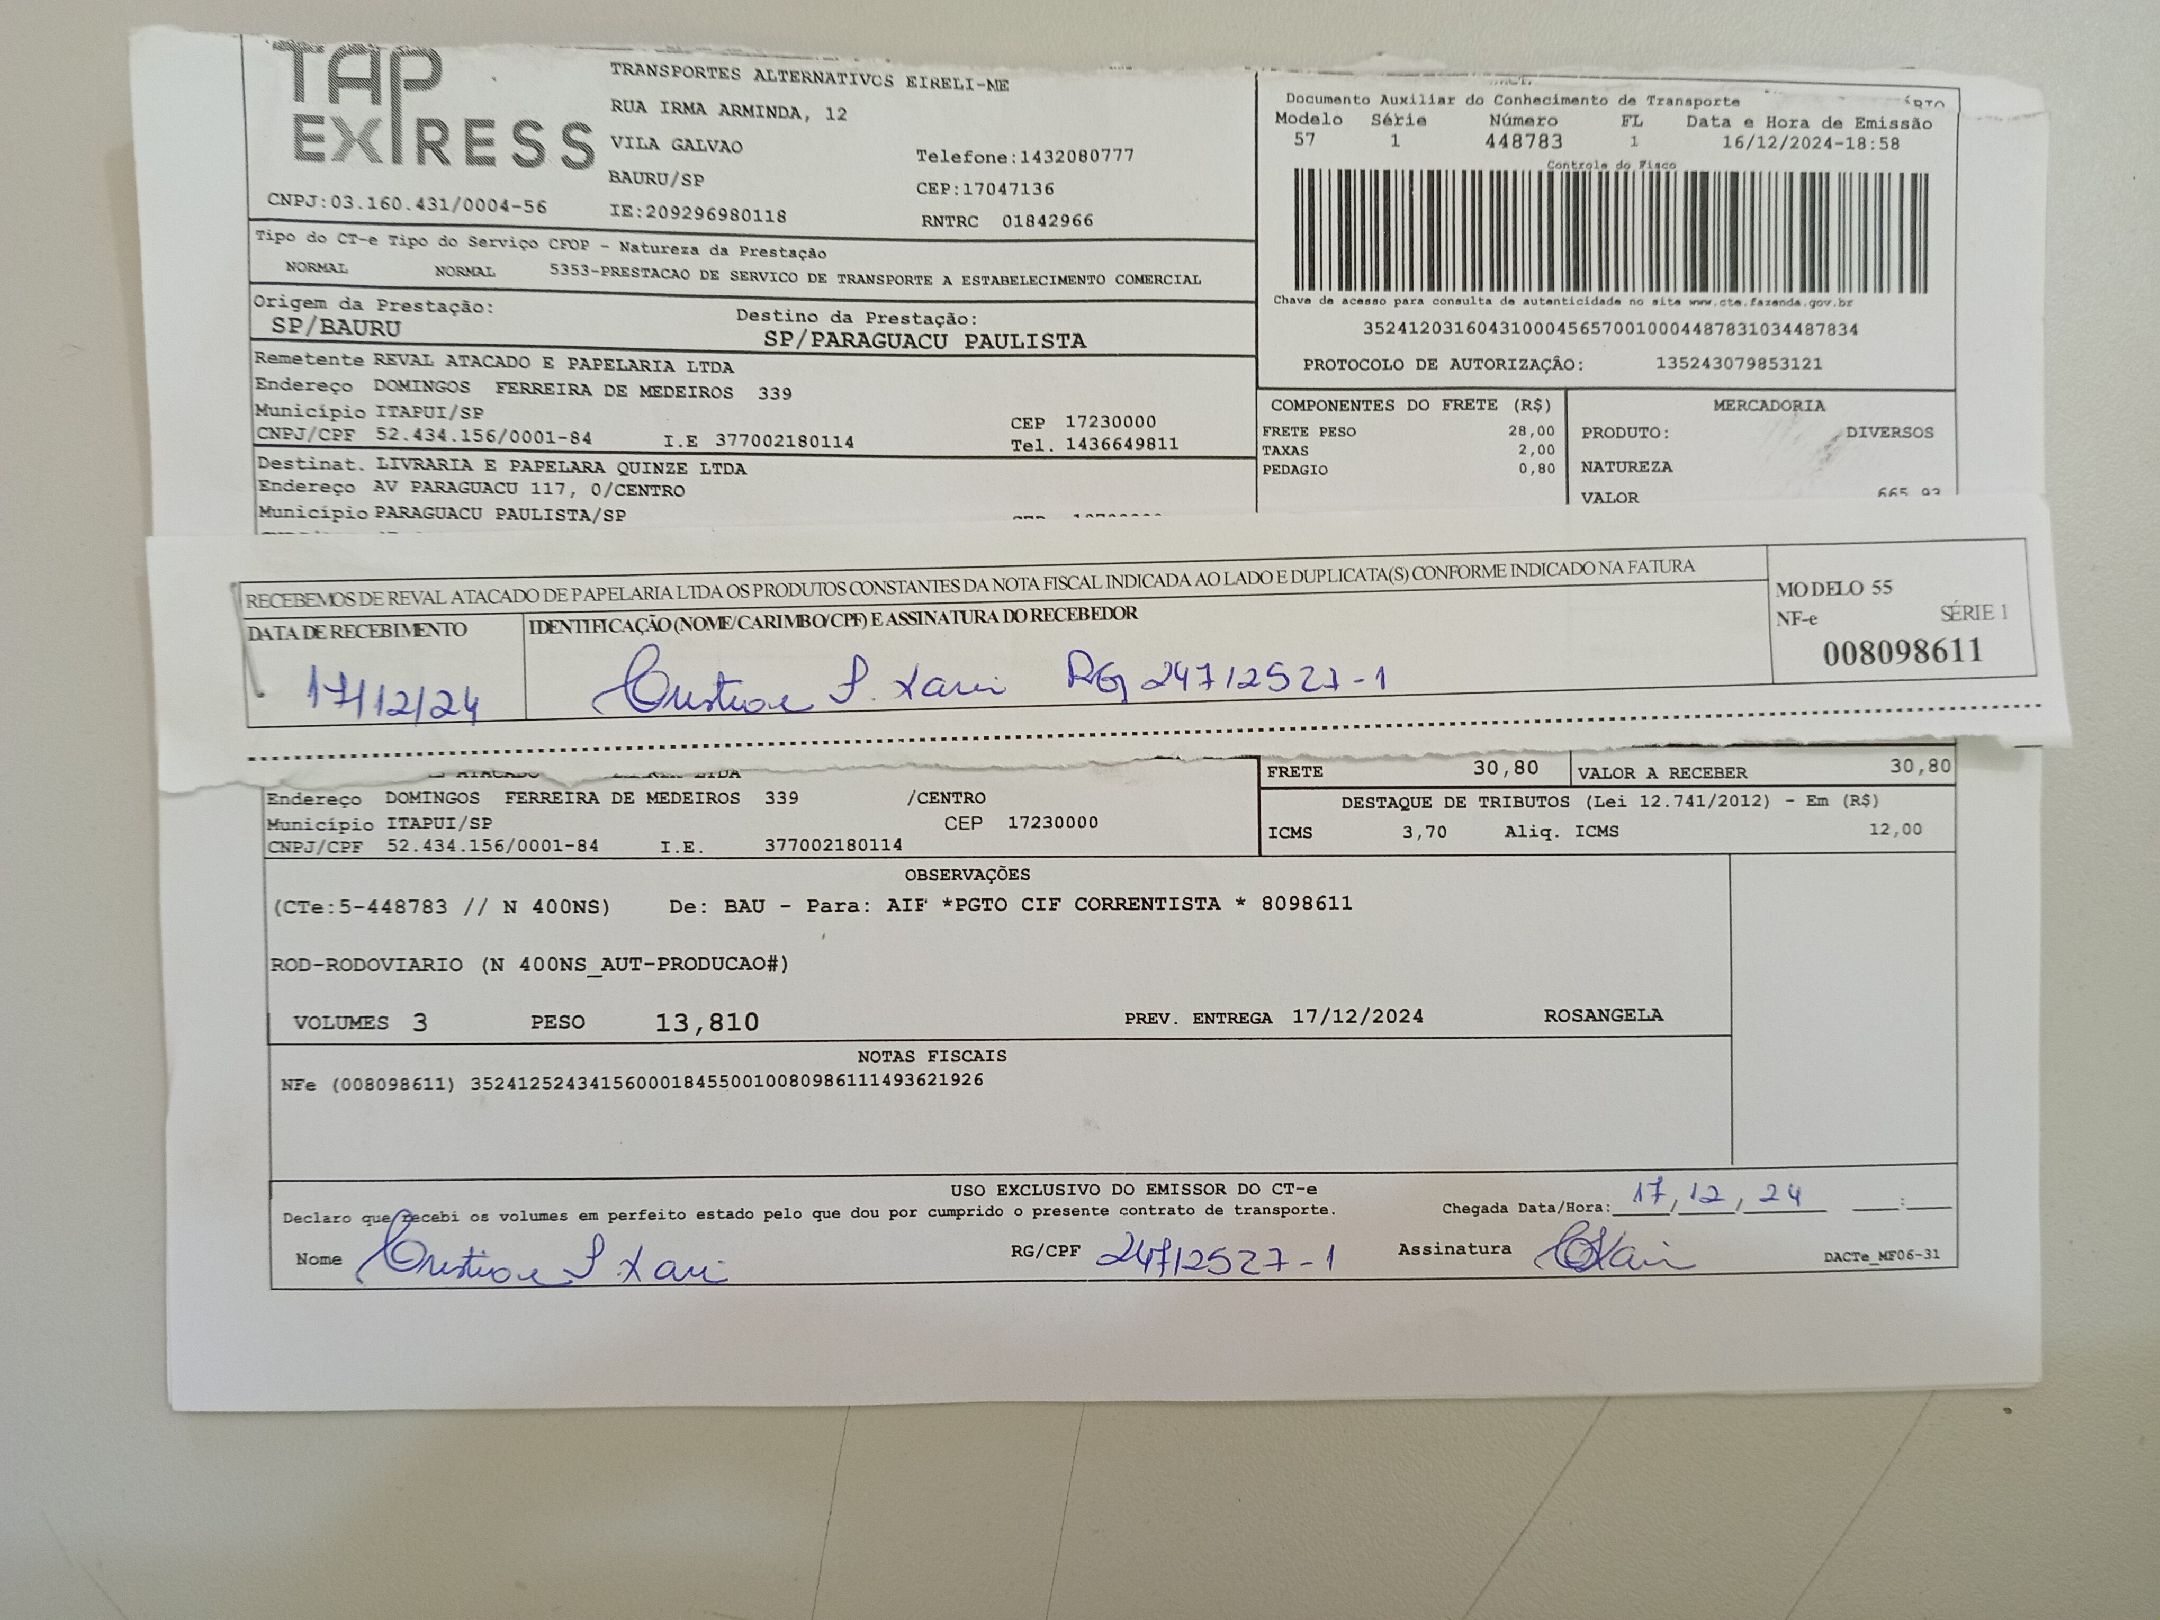 TAP EXPRESS
TRANSPORTES ALTERNATIVOS EIRELI-ME
RUA IRMA ARMINDA, 12
VILA GALVAO
Telefone:1432080777
BAURU/SP
CEP:17047136
CNPJ:03.160.431/0004-56
IE:209296980118
RNTRC 01842966
Documento Auxiliar do Conhecimento de Transporte
Modelo Série Número FL Data e Hora de Emissão
57 1 448783 1 16/12/2024-18:58
Controle do Fisco
Chave de acesso para consulta de autenticidade no site www.cte.fazenda.gov.br
35241203160431000456570010004487831034487834
PROTOCOLO DE AUTORIZAÇÃO: 135243079853121
Tipo do CT-e Tipo do Serviço CFOP - Natureza da Prestação
NORMAL NORMAL 5353-PRESTACAO DE SERVICO DE TRANSPORTE A ESTABELECIMENTO COMERCIAL
Origem da Prestação: Destino da Prestação:
SP/BAURU SP/PARAGUACU PAULISTA
Remetente REVAL ATACADO E PAPELARIA LTDA
Endereço DOMINGOS FERREIRA DE MEDEIROS 339
Município ITAPUI/SP CEP 17230000
CNPJ/CPF 52.434.156/0001-84 I.E 377002180114 Tel. 1436649811
Destinat. LIVRARIA E PAPELARA QUINZE LTDA
Endereço AV PARAGUACU 117, 0/CENTRO
Município PARAGUACU PAULISTA/SP
COMPONENTES DO FRETE (R$)
FRETE PESO 28,00
TAXAS 2,00
PEDAGIO 0,80
MERCADORIA
PRODUTO: DIVERSOS
NATUREZA
VALOR
RECEBEMOS DE REVAL ATACADO DE PAPELARIA LTDA OS PRODUTOS CONSTANTES DA NOTA FISCAL INDICADA AO LADO E DUPLICATA(S) CONFORME INDICADO NA FATURA
DATA DE RECEBIMENTO IDENTIFICAÇÃO (NOME/CARIMBO/CPF) E ASSINATURA DO RECEBEDOR
17/12/24 RG 24712527-1
MODELO 55
NF-e SÉRIE 1
008098611
FRETE 30,80 VALOR A RECEBER 30,80
Endereço DOMINGOS FERREIRA DE MEDEIROS 339 /CENTRO
Município ITAPUI/SP CEP 17230000
CNPJ/CPF 52.434.156/0001-84 I.E. 377002180114
DESTAQUE DE TRIBUTOS (Lei 12.741/2012) - Em (R$)
ICMS 3,70 Aliq. ICMS 12,00
OBSERVAÇÕES
(CTe:5-448783 // N 400NS) De: BAU - Para: AIF *PGTO CIF CORRENTISTA * 8098611
ROD-RODOVIARIO (N 400NS_AUT-PRODUCAO#)
VOLUMES 3 PESO 13,810 PREV. ENTREGA 17/12/2024 ROSANGELA
NOTAS FISCAIS
NFe (008098611) 35241252434156000184550010080986111493621926
USO EXCLUSIVO DO EMISSOR DO CT-e
Declaro que recebi os volumes em perfeito estado pelo que dou por cumprido o presente contrato de transporte.
Chegada Data/Hora: 17/12/24 :
Nome RG/CPF 24712527-1 Assinatura
DACTe_MF06-31